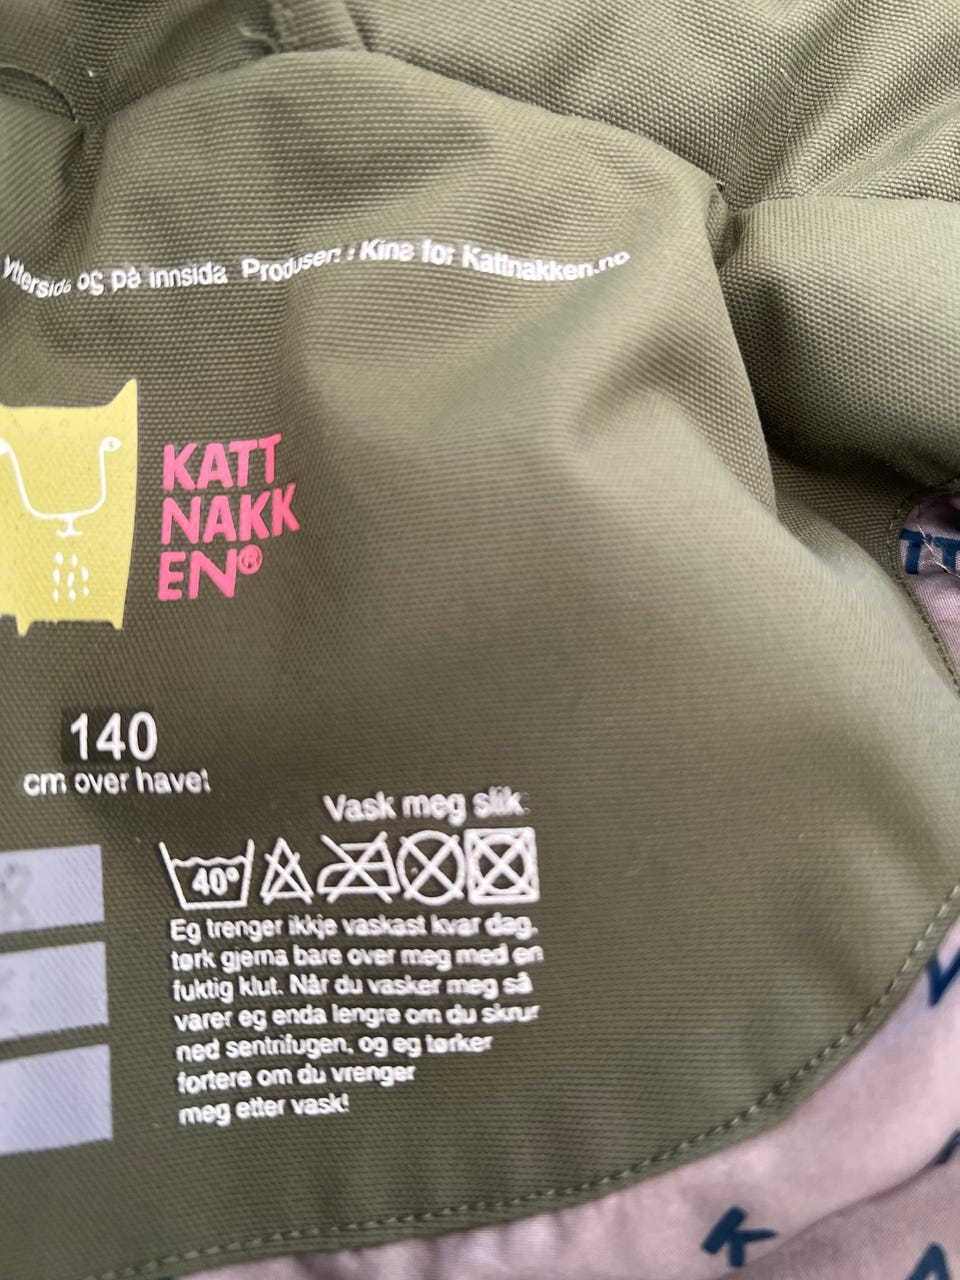 yttersida og på innsida Produsert i Kina for Kattnakken.no
KATT
NAKK
EN®
140
cm over havet
Vask meg slik
40°
Eg trenger ikkje vaskast kvar dag,
tørk gjerna bare over meg med en
fuktig klut. Når du vasker meg så
varer eg enda lengre om du skrur
ned sentrifugen, og eg tørker
fortere om du vrenger
meg etter vask!
K